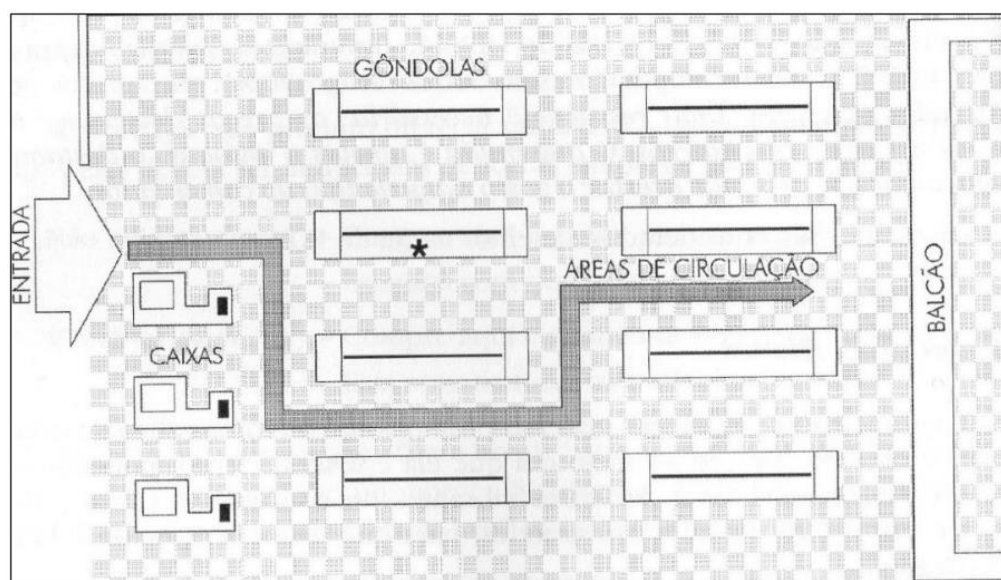 GÔNDOLAS
ENTRADA
*
AREAS DE CIRCULAÇÃO
CAIXAS
BALCÃO